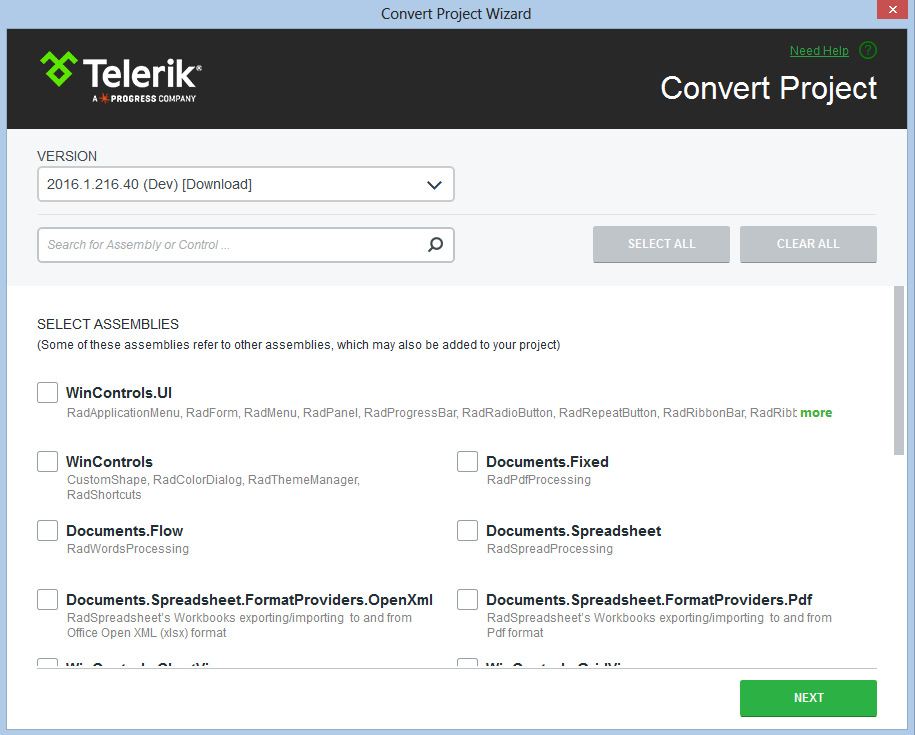 Convert Project Wizard
Need Help ?
Telerik®
A PROGRESS COMPANY
Convert Project
VERSION
2016.1.216.40 (Dev) [Download]
Search for Assembly or Control ...
SELECT ALL
CLEAR ALL
SELECT ASSEMBLIES
(Some of these assemblies refer to other assemblies, which may also be added to your project)
WinControls.UI
RadApplicationMenu, RadForm, RadMenu, RadPanel, RadProgressBar, RadRadioButton, RadRepeatButton, RadRibbonBar, RadRibb more
WinControls
CustomShape, RadColorDialog, RadThemeManager,
RadShortcuts
Documents.Fixed
RadPdfProcessing
Documents.Flow
RadWordsProcessing
Documents.Spreadsheet
RadSpreadProcessing
Documents.Spreadsheet.FormatProviders.OpenXml
RadSpreadsheet's Workbooks exporting/importing to and from
Office Open XML (xlsx) format
Documents.Spreadsheet.FormatProviders.Pdf
RadSpreadsheet's Workbooks exporting/importing to and from
Pdf format
NEXT